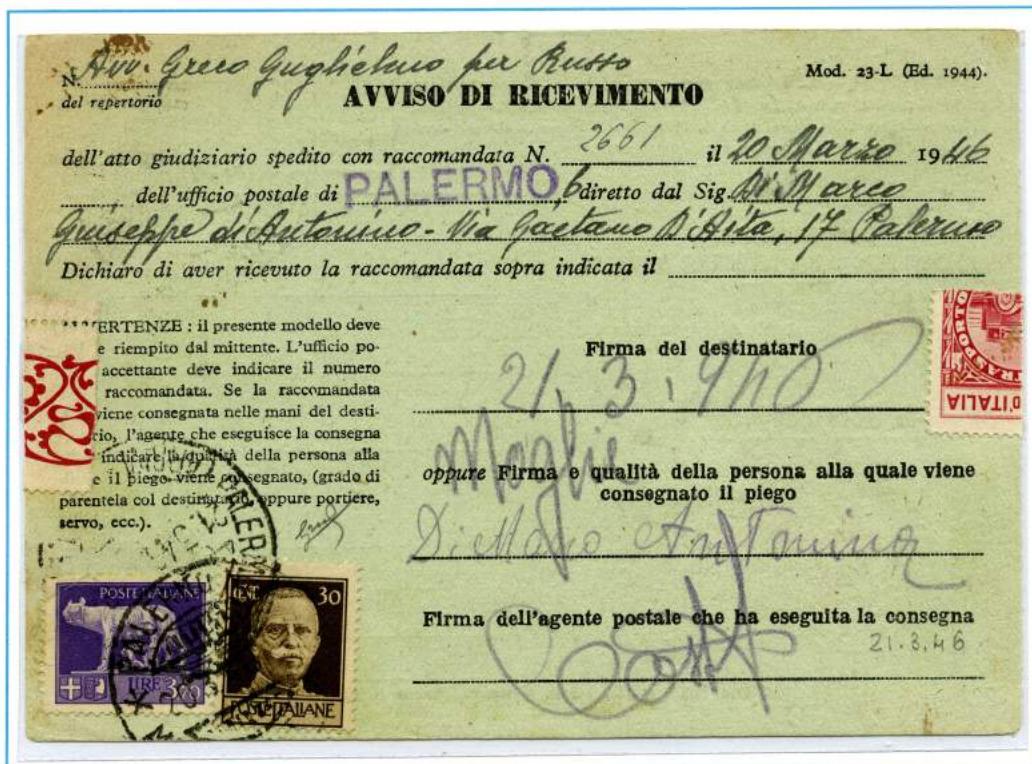 Avv. Greco Guglielmo per Russo
N.
del repertorio
Mod. 23-L (Ed. 1944).
AVVISO DI RICEVIMENTO
dell'atto giudiziario spedito con raccomandata N. 2661 il 20 Marzo 1946
dell'ufficio postale di PALERMO, 6 diretto dal Sig. Di Marco
Giuseppe di Antonino - Via Gaetano D'Aita, 17 Palermo
Dichiaro di aver ricevuto la raccomandata sopra indicata il
VERTENZE : il presente modello deve
e riempito dal mittente. L'ufficio po-
accettante deve indicare il numero
raccomandata. Se la raccomandata
viene consegnata nelle mani del desti-
rio, l'agente che eseguisce la consegna
indicare la qualità della persona alla
e il piego viene consegnato, (grado di
parentela col destinatario, oppure portiere,
servo, ecc.).
Firma del destinatario
21, 3, 946
Moglie
oppure Firma e qualità della persona alla quale viene
consegnato il piego
Di Marco Antonina
Firma dell'agente postale che ha eseguita la consegna
21.3.46
TRASPORTO
D'ITALIA
POSTE ITALIANE
LIRE
CENT. 30
POSTE ITALIANE